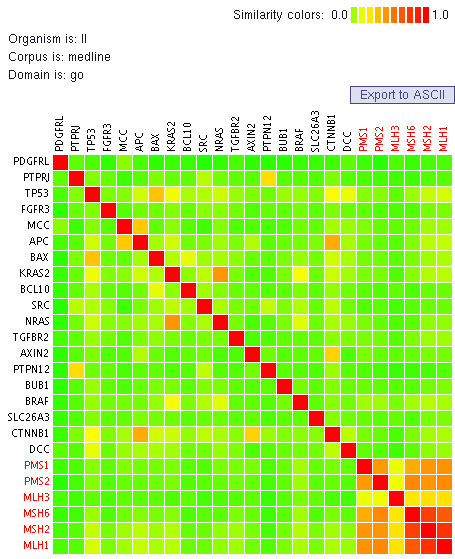 Similarity colors: 0.0 1.0
Organism is: ll
Corpus is: medline
Domain is: go
Export to ASCII
PDGFRL PTPRJ TP53 FGFR3 MCC APC BAX KRAS2 BCL10 SRC NRAS TGFBR2 AXIN2 PTPN12 BUB1 BRAF SLC26A3 CTNNB1 DCC PMS1 PMS2 MLH3 MSH6 MSH2 MLH1
PDGFRL
PTPRJ
TP53
FGFR3
MCC
APC
BAX
KRAS2
BCL10
SRC
NRAS
TGFBR2
AXIN2
PTPN12
BUB1
BRAF
SLC26A3
CTNNB1
DCC
PMS1
PMS2
MLH3
MSH6
MSH2
MLH1